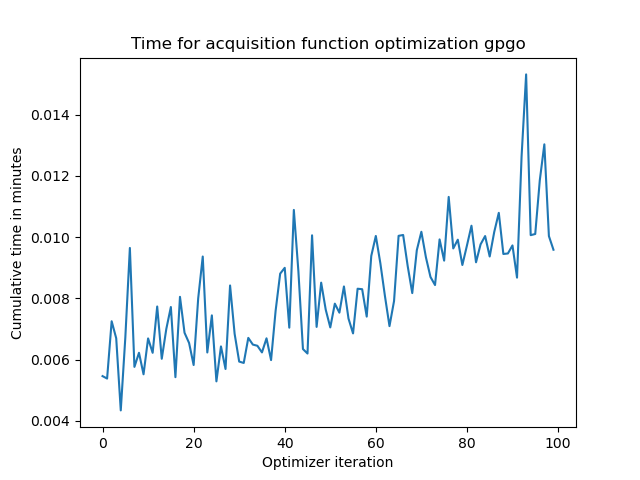 Time for acquisition function optimization gpgo
Cumulative time in minutes
0.014
0.012
0.010
0.008
0.006
0.004
0 20 40 60 80 100
Optimizer iteration